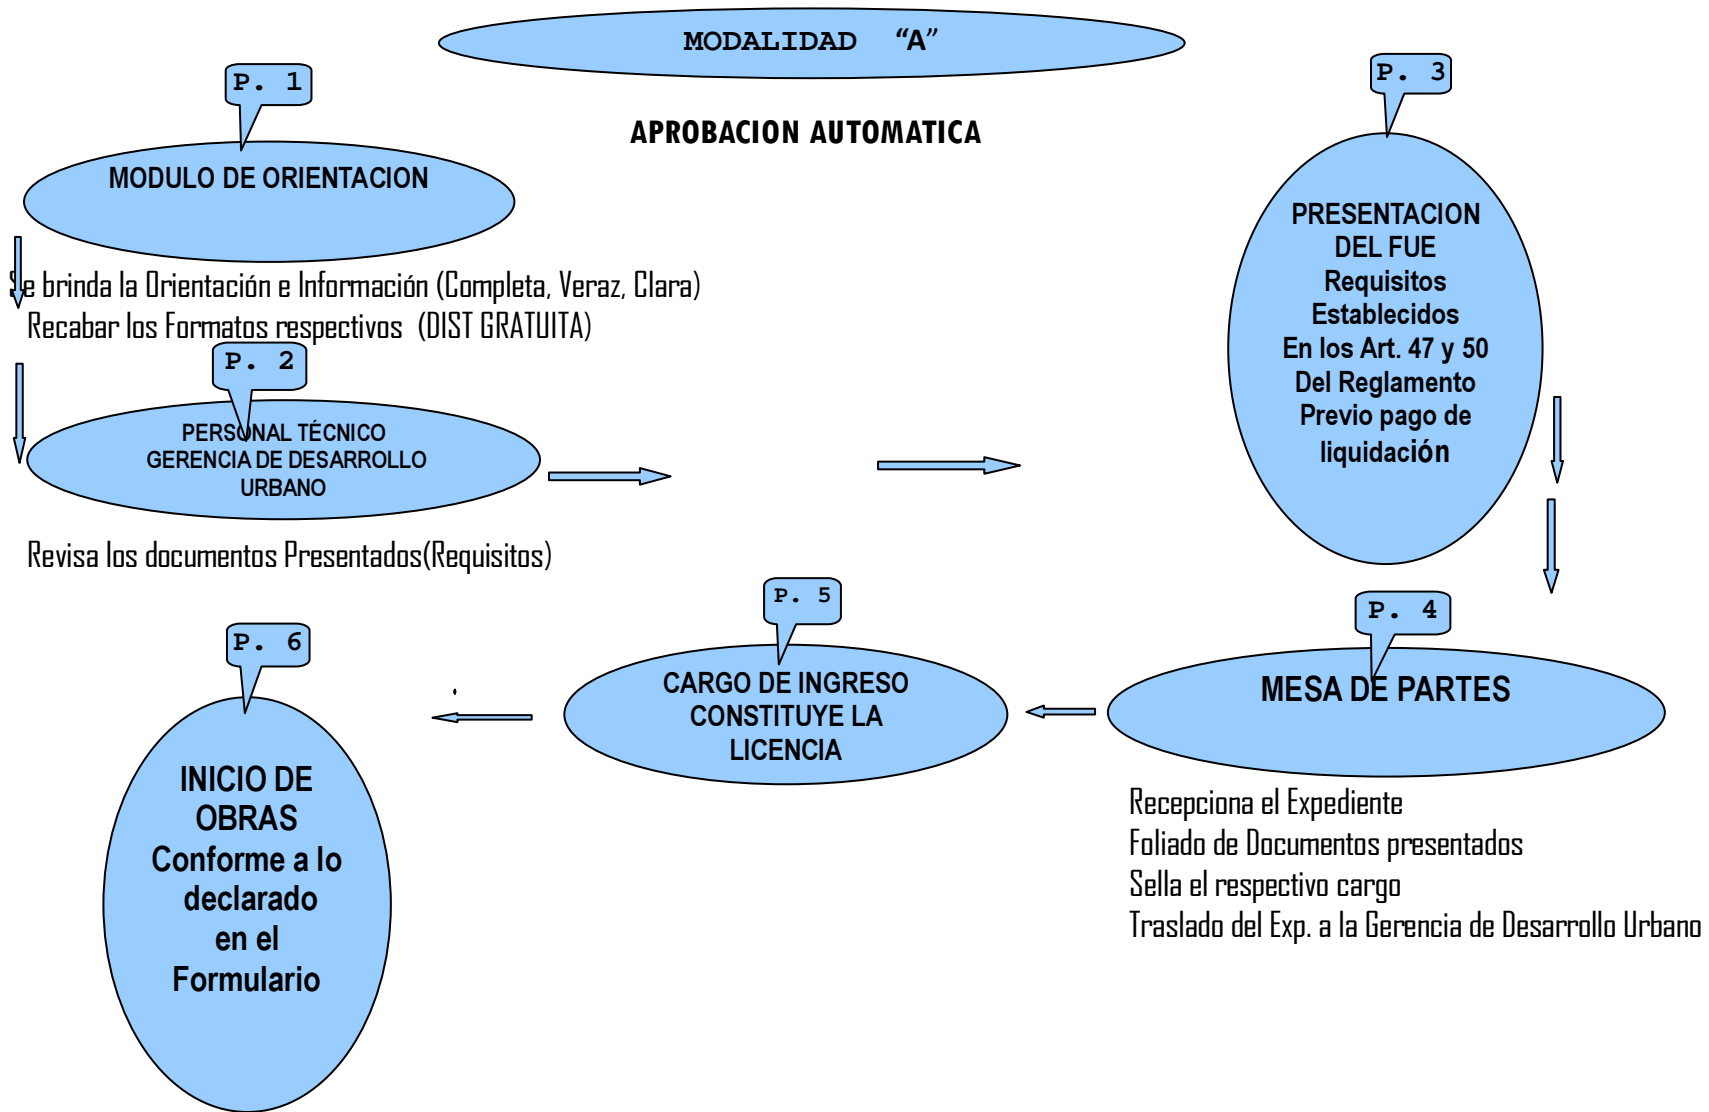 MODALIDAD “A”
APROBACION AUTOMATICA
P. 1
MODULO DE ORIENTACION
Se brinda la Orientación e Información (Completa, Veraz, Clara)
Recabar los Formatos respectivos (DIST GRATUITA)
P. 2
PERSONAL TÉCNICO
GERENCIA DE DESARROLLO
URBANO
Revisa los documentos Presentados(Requisitos)
P. 3
PRESENTACION
DEL FUE
Requisitos
Establecidos
En los Art. 47 y 50
Del Reglamento
Previo pago de
liquidación
P. 4
MESA DE PARTES
Recepciona el Expediente
Foliado de Documentos presentados
Sella el respectivo cargo
Traslado del Exp. a la Gerencia de Desarrollo Urbano
P. 5
CARGO DE INGRESO
CONSTITUYE LA
LICENCIA
P. 6
INICIO DE
OBRAS
Conforme a lo
declarado
en el
Formulario